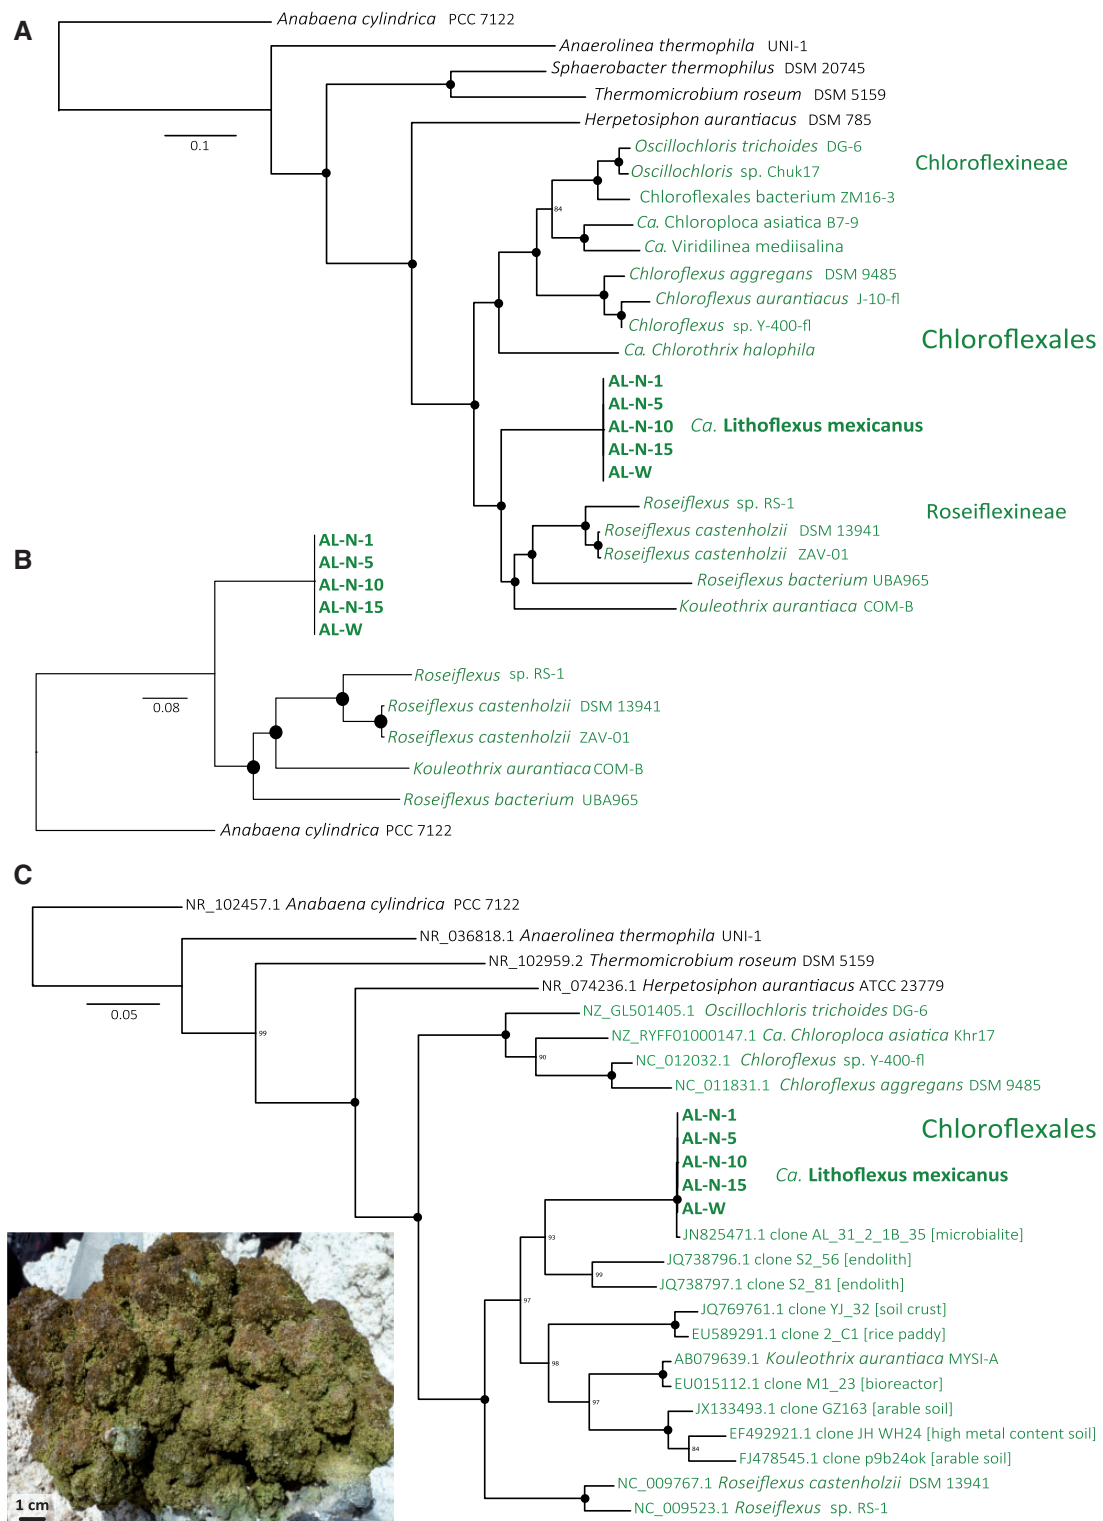 A
Anabaena cylindrica PCC 7122
Anaerolinea thermophila UNI-1
Sphaerobacter thermophilus DSM 20745
Thermomicrobium roseum DSM 5159
0.1
Herpetosiphon aurantiacus DSM 785
Oscillochloris trichoides DG-6
Chloroflexineae
Oscillochloris sp. Chuk17
Chloroflexales bacterium ZM16-3
84
Ca. Chloroploca asiatica B7-9
Ca. Viridilinea mediisalina
Chloroflexus aggregans DSM 9485
Chloroflexus aurantiacus J-10-fl
Chloroflexus sp. Y-400-fl
Chloroflexales
Ca. Chlorothrix halophila
AL-N-1
AL-N-5
AL-N-10 Ca. Lithoflexus mexicanus
AL-N-15
AL-W
Roseiflexus sp. RS-1
Roseiflexineae
Roseiflexus castenholzii DSM 13941
Roseiflexus castenholzii ZAV-01
Roseiflexus bacterium UBA965
Kouleothrix aurantiaca COM-B
B
AL-N-1
AL-N-5
AL-N-10
AL-N-15
AL-W
Roseiflexus sp. RS-1
0.08
Roseiflexus castenholzii DSM 13941
Roseiflexus castenholzii ZAV-01
Kouleothrix aurantiaca COM-B
Roseiflexus bacterium UBA965
Anabaena cylindrica PCC 7122
C
NR_102457.1 Anabaena cylindrica PCC 7122
NR_036818.1 Anaerolinea thermophila UNI-1
NR_102959.2 Thermomicrobium roseum DSM 5159
NR_074236.1 Herpetosiphon aurantiacus ATCC 23779
0.05
NZ_GL501405.1 Oscillochloris trichoides DG-6
99
NZ_RYFF01000147.1 Ca. Chloroploca asiatica Khr17
90
NC_012032.1 Chloroflexus sp. Y-400-fl
NC_011831.1 Chloroflexus aggregans DSM 9485
AL-N-1
Chloroflexales
AL-N-5
AL-N-10
Ca. Lithoflexus mexicanus
AL-N-15
AL-W
JN825471.1 clone AL_31_2_1B_35 [microbialite]
93
JQ738796.1 clone S2_56 [endolith]
99
JQ738797.1 clone S2_81 [endolith]
97
JQ769761.1 clone YJ_32 [soil crust]
EU589291.1 clone 2_C1 [rice paddy]
98
AB079639.1 Kouleothrix aurantiaca MYSI-A
EU015112.1 clone M1_23 [bioreactor]
97
JX133493.1 clone GZ163 [arable soil]
EF492921.1 clone JH WH24 [high metal content soil]
84
FJ478545.1 clone p9b24ok [arable soil]
NC_009767.1 Roseiflexus castenholzii DSM 13941
NC_009523.1 Roseiflexus sp. RS-1
1 cm